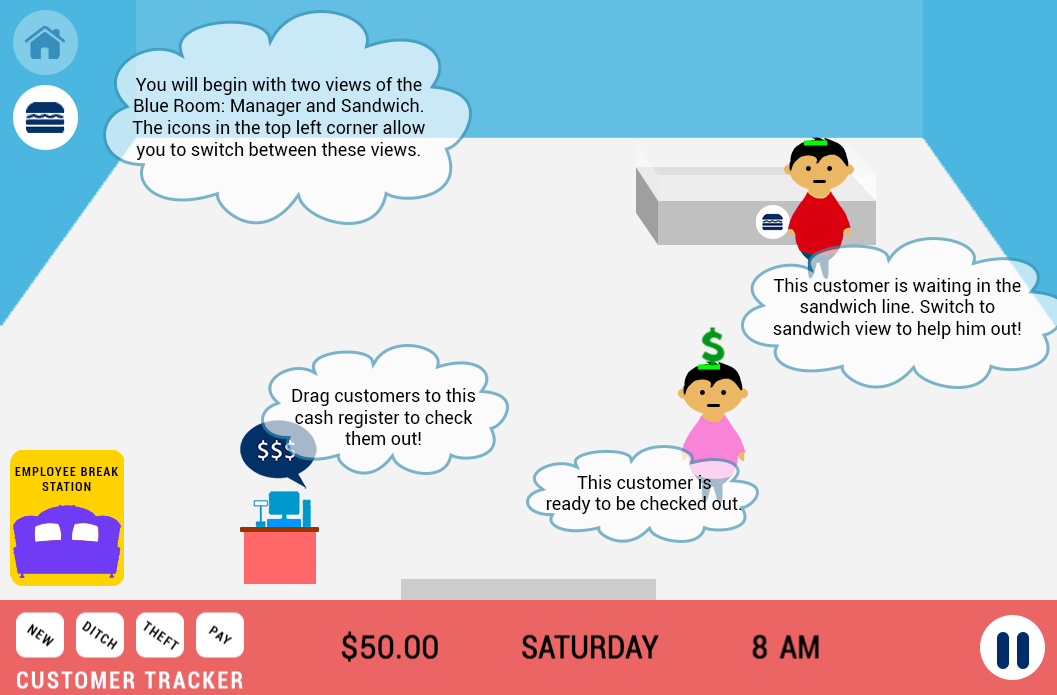 You will begin with two views of the
Blue Room: Manager and Sandwich.
The icons in the top left corner allow
you to switch between these views.
This customer is waiting in the
sandwich line. Switch to
sandwich view to help him out!
$
Drag customers to this
cash register to check
them out!
$$$
This customer is
ready to be checked out.
EMPLOYEE BREAK
STATION
NEW
DITCH
THEFT
PAY
CUSTOMER TRACKER
$50.00
SATURDAY
8 AM